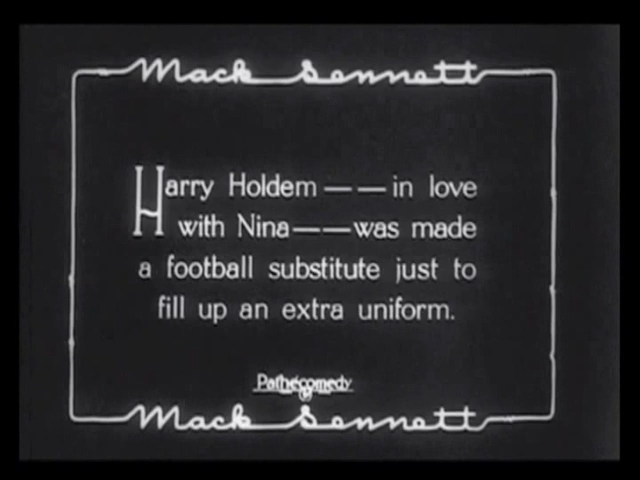 Mack Sennett
Harry Holdem — — in love
with Nina — — was made
a football substitute just to
fill up an extra uniform.
Pathécomedy
Mack Sennett